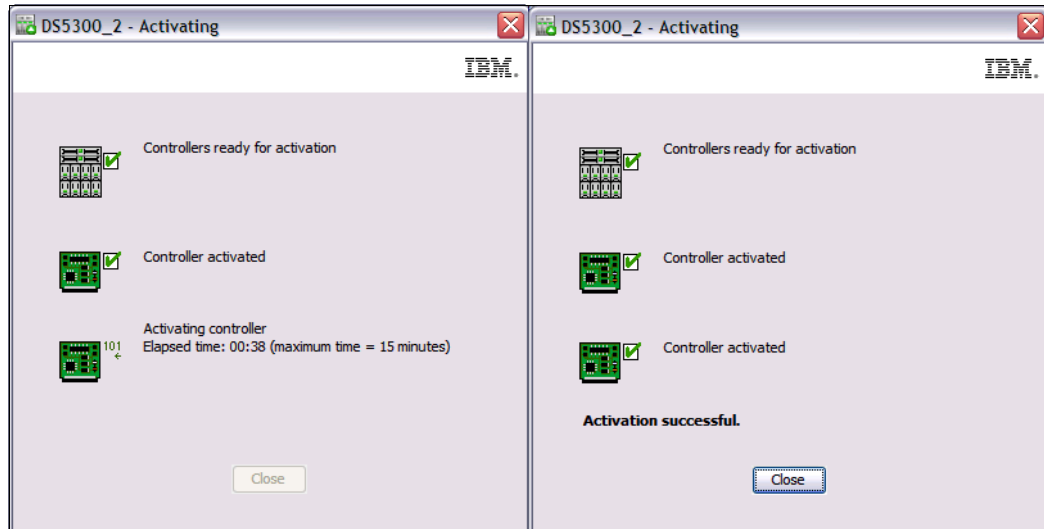 DS5300_2 - Activating
IBM.
Controllers ready for activation
Controller activated
101
Activating controller
Elapsed time: 00:38 (maximum time = 15 minutes)
Close
DS5300_2 - Activating
IBM.
Controllers ready for activation
Controller activated
Controller activated
Activation successful.
Close